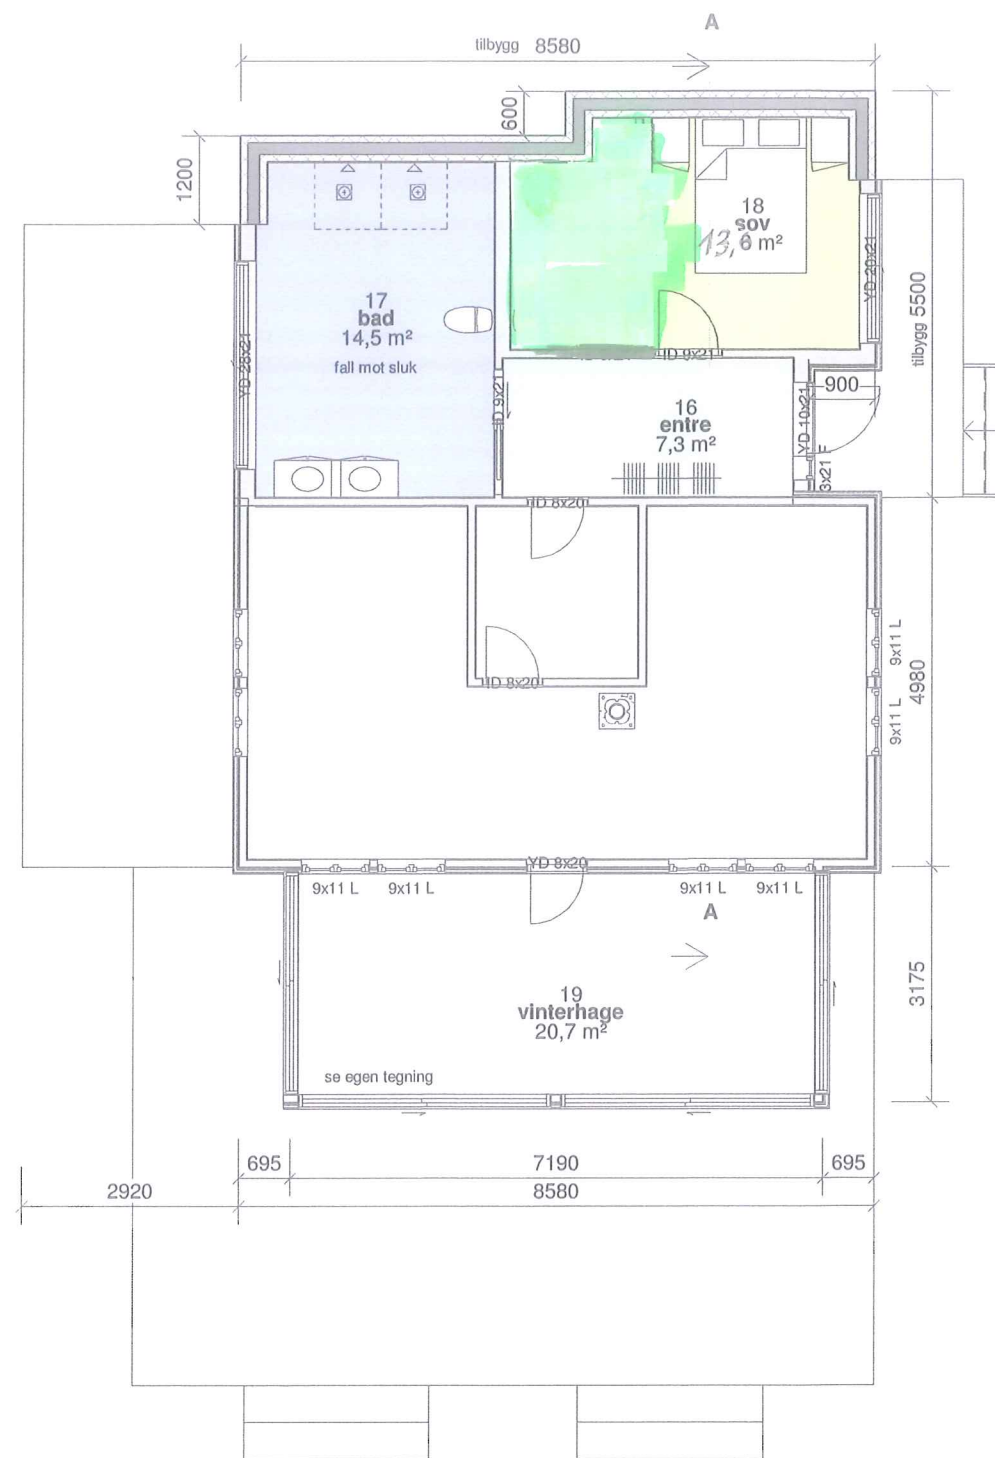 A
tilbygg 8580
600
1200
18
sov
13,6 m²
17
bad
14,5 m²
fall mot sluk
YD 28x21
YD 20x21
tilbygg 5500
ID 9x21
ID 9x21
16
entre
7,3 m²
YD 10x21
900
3x21 F
ID 8x20
ID 8x20
9x11 L
9x11 L
4980
YD 8x20
9x11 L
9x11 L
9x11 L
9x11 L
A
19
vinterhage
20,7 m²
se egen tegning
3175
695
7190
695
2920
8580